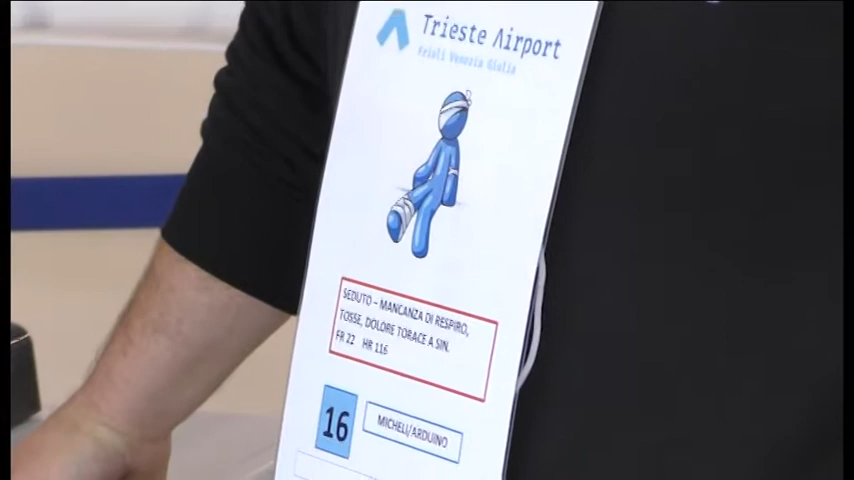 Trieste Airport
Friuli Venezia Giulia
SEDUTO – MANCANZA DI RESPIRO,
TOSSE, DOLORE TORACE A SIN.
FR 22 HR 116
16
MICHELI/ARDUINO